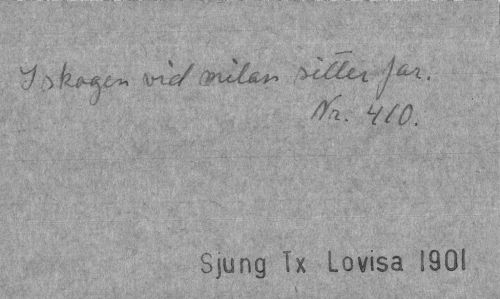 I skogen vid milan sitter far.
Nr. 410.
Sjung Tx Lovisa 1901